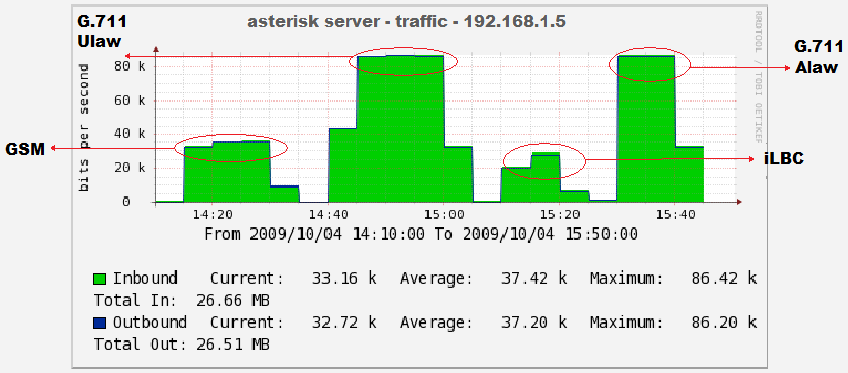 G.711
Ulaw
asterisk server - traffic - 192.168.1.5
RRDTOOL / TOBI OETIKER
G.711
Alaw
GSM
iLBC
bits per second
80 k
60 k
40 k
20 k
0
14:20 14:40 15:00 15:20 15:40
From 2009/10/04 14:10:00 To 2009/10/04 15:50:00
Inbound Current: 33.16 k Average: 37.42 k Maximum: 86.42 k
Total In: 26.66 MB
Outbound Current: 32.72 k Average: 37.20 k Maximum: 86.20 k
Total Out: 26.51 MB